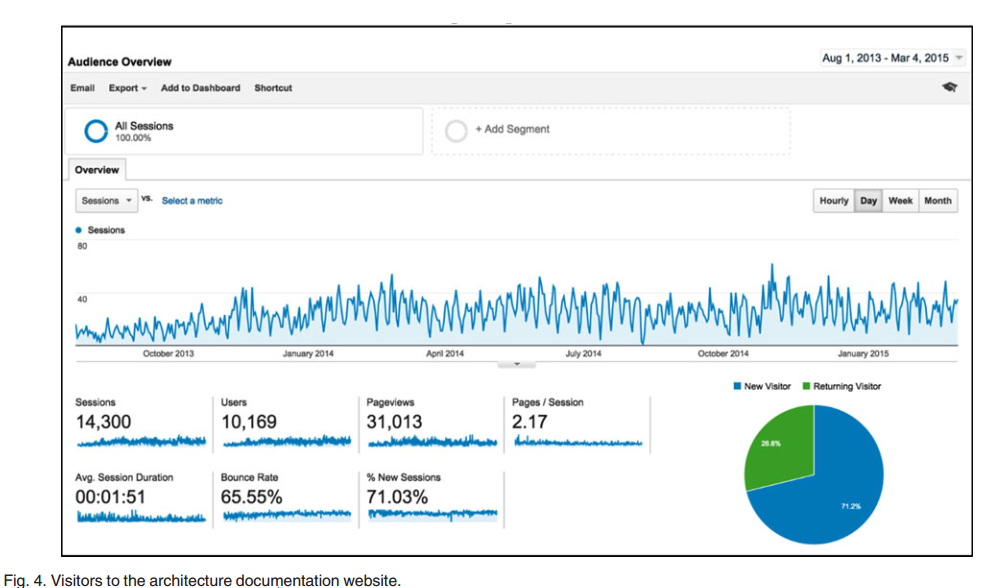 Audience Overview
Aug 1, 2013 - Mar 4, 2015
Email Export Add to Dashboard Shortcut
All Sessions
100.00%
+ Add Segment
Overview
Sessions vs. Select a metric
Hourly Day Week Month
Sessions
80
40
October 2013 January 2014 April 2014 July 2014 October 2014 January 2015
New Visitor Returning Visitor
Sessions
14,300
Users
10,169
Pageviews
31,013
Pages / Session
2.17
Avg. Session Duration
00:01:51
Bounce Rate
65.55%
% New Sessions
71.03%
28.8%
71.2%
Fig. 4. Visitors to the architecture documentation website.